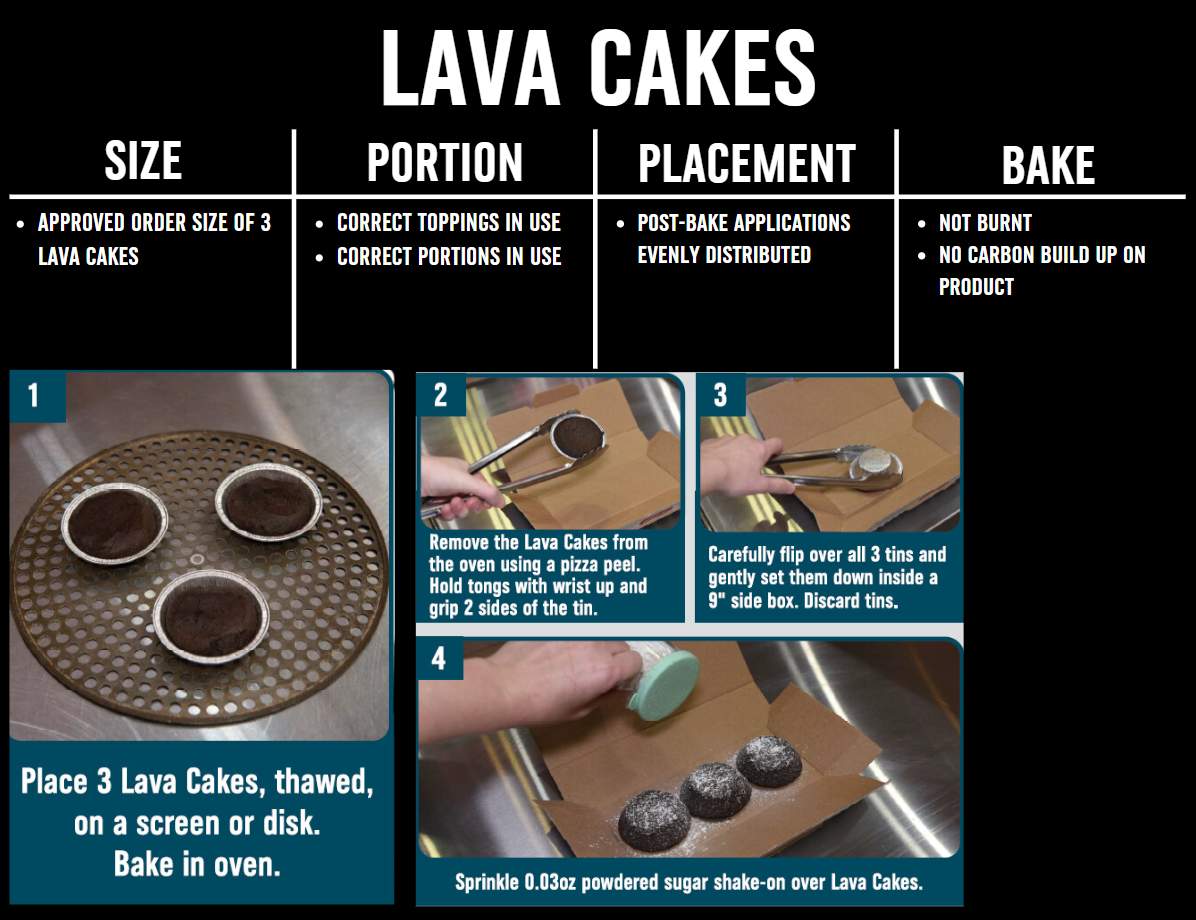 LAVA CAKES
SIZE
• APPROVED ORDER SIZE OF 3
LAVA CAKES
PORTION
• CORRECT TOPPINGS IN USE
• CORRECT PORTIONS IN USE
PLACEMENT
• POST-BAKE APPLICATIONS
EVENLY DISTRIBUTED
BAKE
• NOT BURNT
• NO CARBON BUILD UP ON
PRODUCT
1
Place 3 Lava Cakes, thawed,
on a screen or disk.
Bake in oven.
2
Remove the Lava Cakes from
the oven using a pizza peel.
Hold tongs with wrist up and
grip 2 sides of the tin.
3
Carefully flip over all 3 tins and
gently set them down inside a
9" side box. Discard tins.
4
Sprinkle 0.03oz powdered sugar shake-on over Lava Cakes.